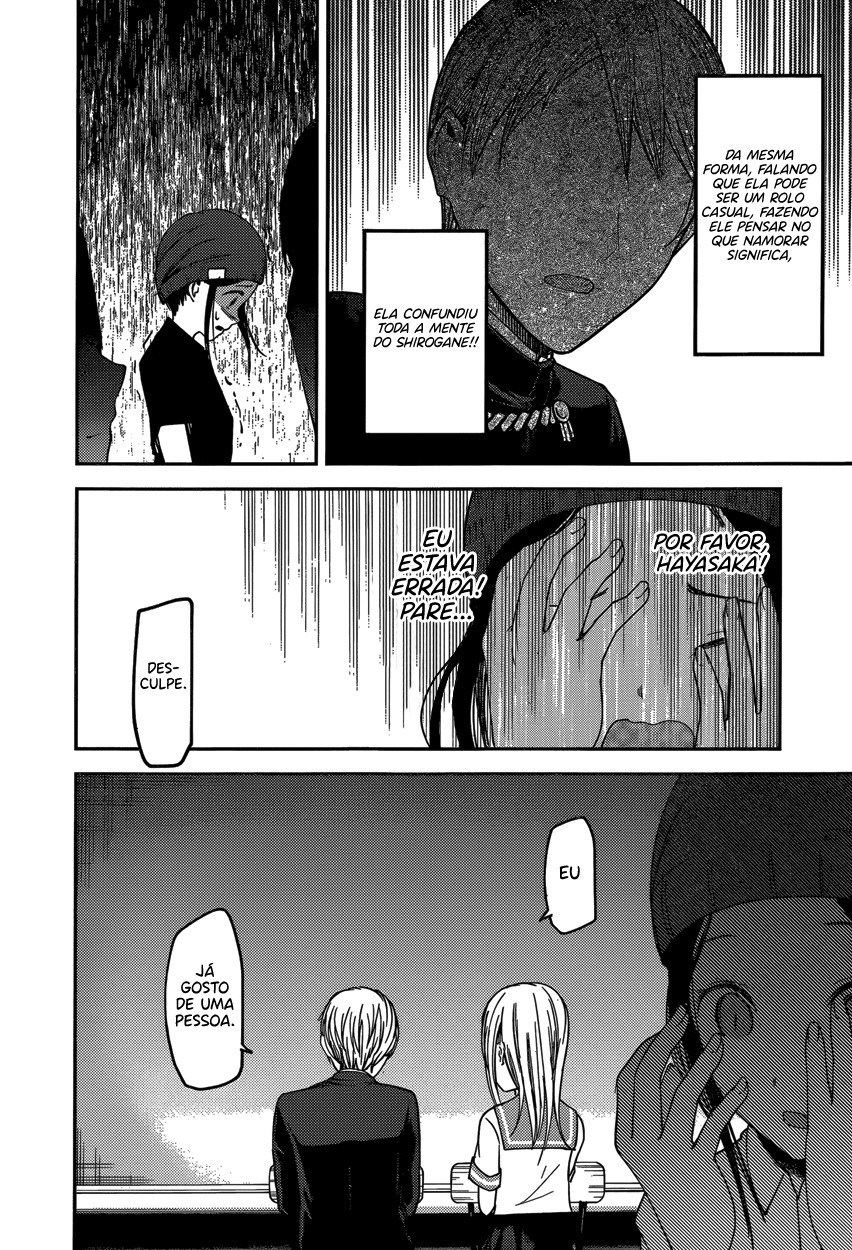 DA MESMA
FORMA, FALANDO
QUE ELA PODE
SER UM ROLO
CASUAL, FAZENDO
ELE PENSAR NO
QUE NAMORAR
SIGNIFICA,
ELA CONFUNDIU
TODA A MENTE
DO SHIROGANE!!
POR FAVOR,
HAYASAKA!
EU
ESTAVA
ERRADA!
PARE...
DES-
CULPE.
EU
JÁ
GOSTO
DE UMA
PESSOA.